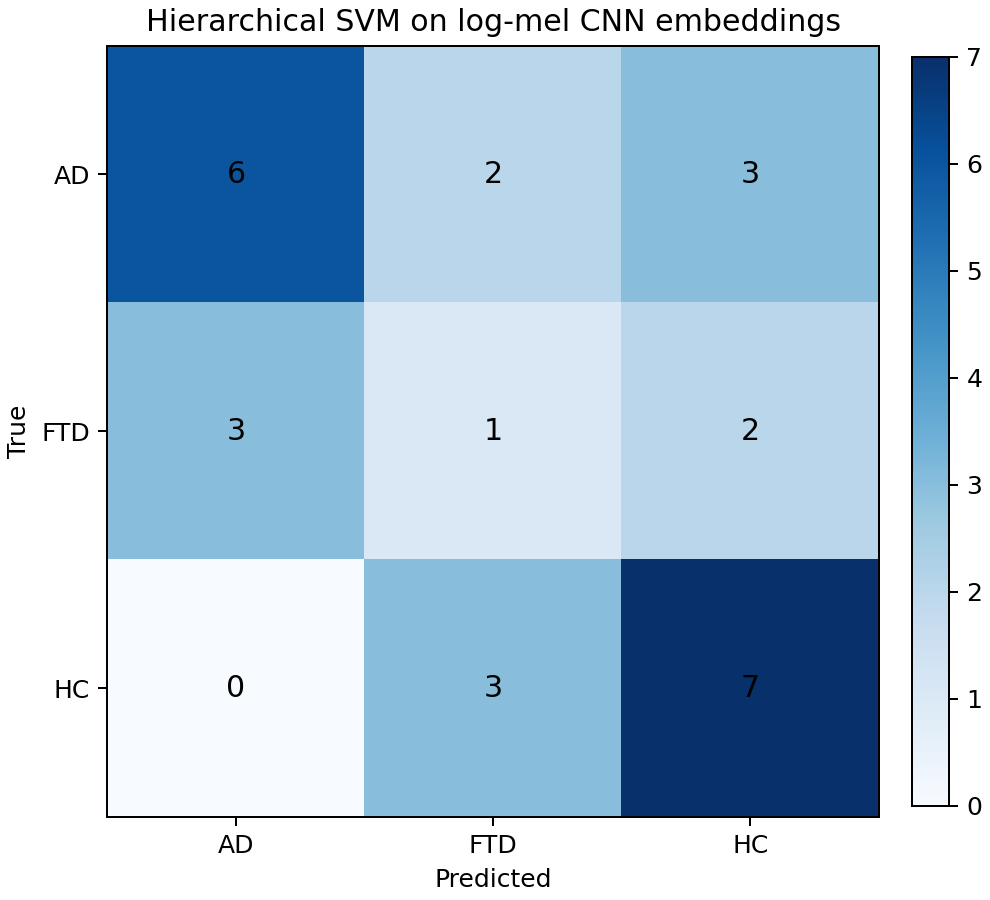 Hierarchical SVM on log-mel CNN embeddings
7
6
5
4
3
2
1
0
True
AD
6 2 3
FTD
3 1 2
HC
0 3 7
AD FTD HC
Predicted